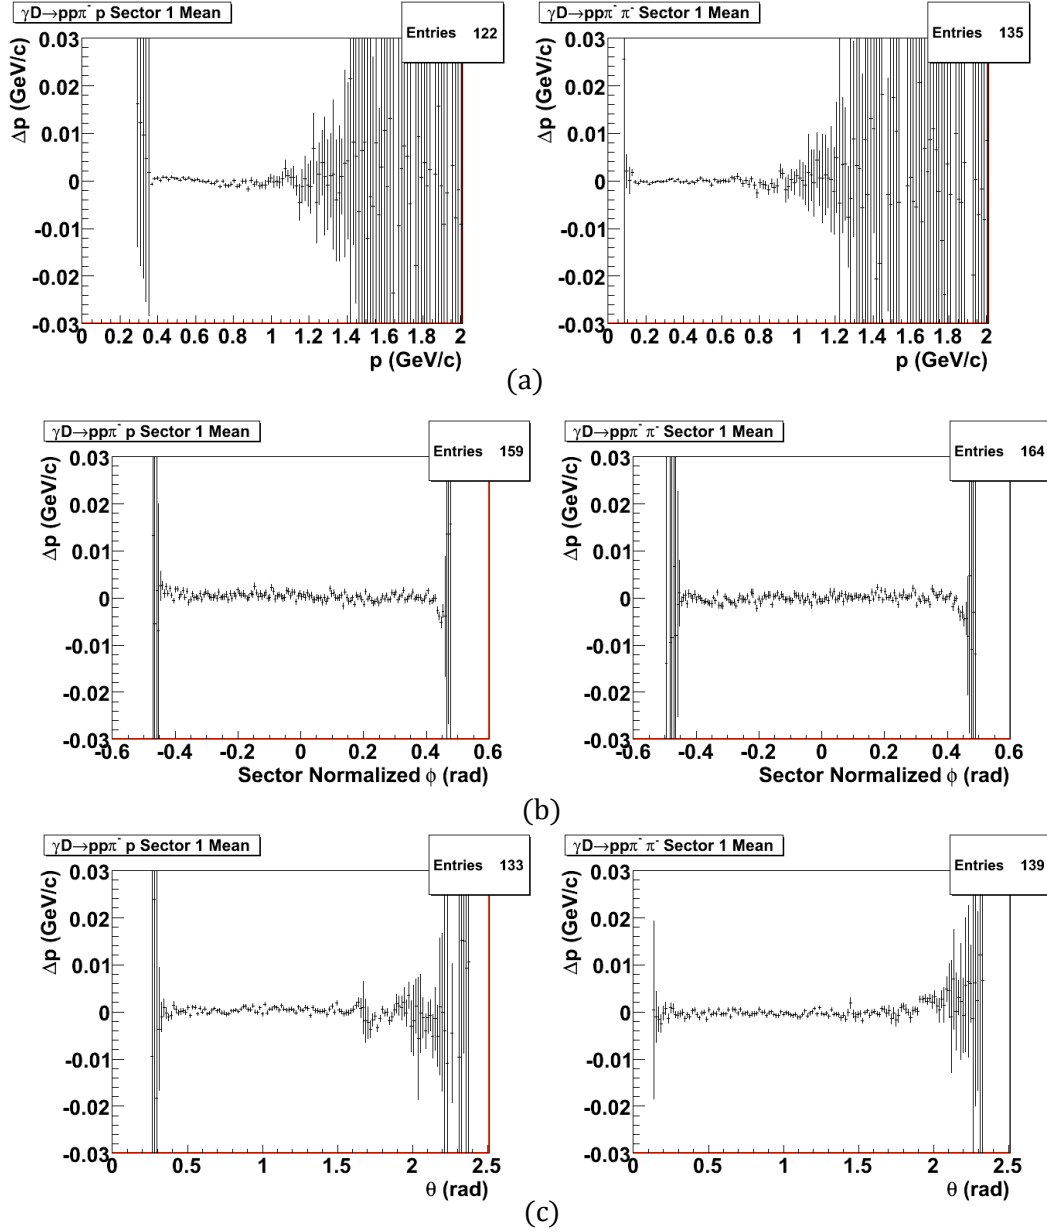 γD→ppπ⁻ p Sector 1 Mean
Entries 122
Δp (GeV/c)
0.03
0.02
0.01
0
-0.01
-0.02
-0.03
0 0.2 0.4 0.6 0.8 1 1.2 1.4 1.6 1.8 2
p (GeV/c)
γD→ppπ⁻ π⁻ Sector 1 Mean
Entries 135
Δp (GeV/c)
0.03
0.02
0.01
0
-0.01
-0.02
-0.03
0 0.2 0.4 0.6 0.8 1 1.2 1.4 1.6 1.8 2
p (GeV/c)
(a)
γD→ppπ⁻ p Sector 1 Mean
Entries 159
Δp (GeV/c)
0.03
0.02
0.01
0
-0.01
-0.02
-0.03
-0.6 -0.4 -0.2 0 0.2 0.4 0.6
Sector Normalized ϕ (rad)
γD→ppπ⁻ π⁻ Sector 1 Mean
Entries 164
Δp (GeV/c)
0.03
0.02
0.01
0
-0.01
-0.02
-0.03
-0.6 -0.4 -0.2 0 0.2 0.4 0.6
Sector Normalized ϕ (rad)
(b)
γD→ppπ⁻ p Sector 1 Mean
Entries 133
Δp (GeV/c)
0.03
0.02
0.01
0
-0.01
-0.02
-0.03
0 0.5 1 1.5 2 2.5
θ (rad)
γD→ppπ⁻ π⁻ Sector 1 Mean
Entries 139
Δp (GeV/c)
0.03
0.02
0.01
0
-0.01
-0.02
-0.03
0 0.5 1 1.5 2 2.5
θ (rad)
(c)